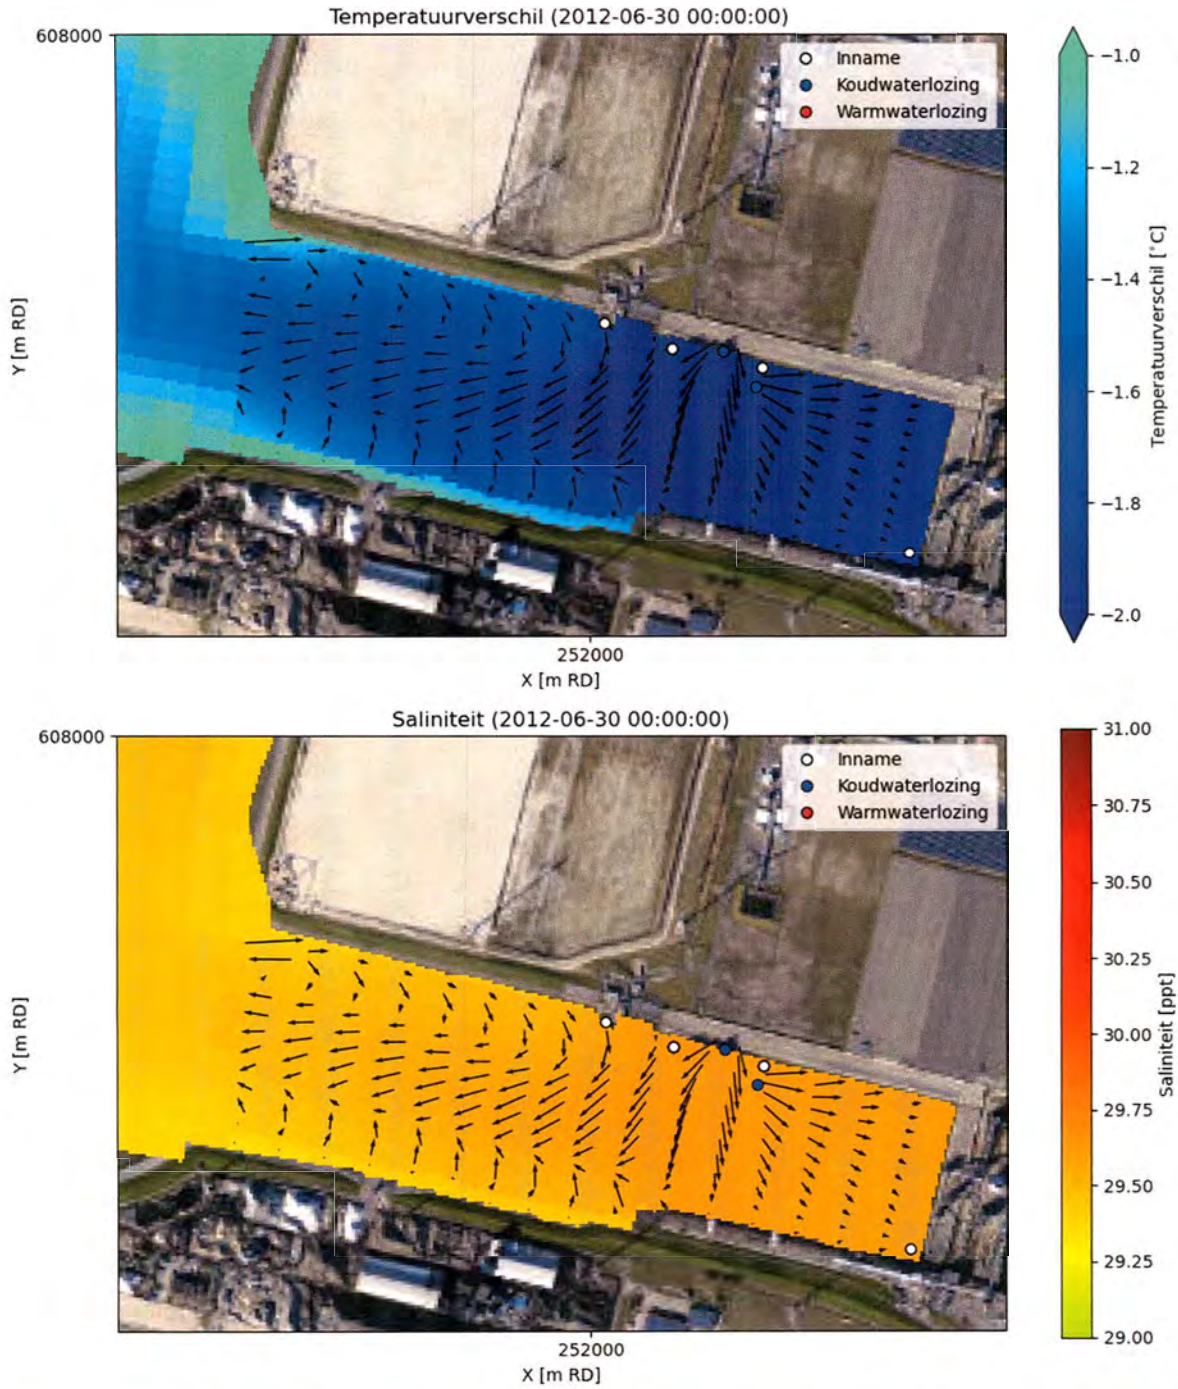 Temperatuurverschil (2012-06-30 00:00:00)
608000
Inname
Koudwaterlozing
Warmwaterlozing
Y [m RD]
252000
X [m RD]
−1.0
−1.2
−1.4
−1.6
−1.8
−2.0
Temperatuurverschil [°C]
Saliniteit (2012-06-30 00:00:00)
608000
Inname
Koudwaterlozing
Warmwaterlozing
Y [m RD]
252000
X [m RD]
31.00
30.75
30.50
30.25
30.00
29.75
29.50
29.25
29.00
Saliniteit [ppt]